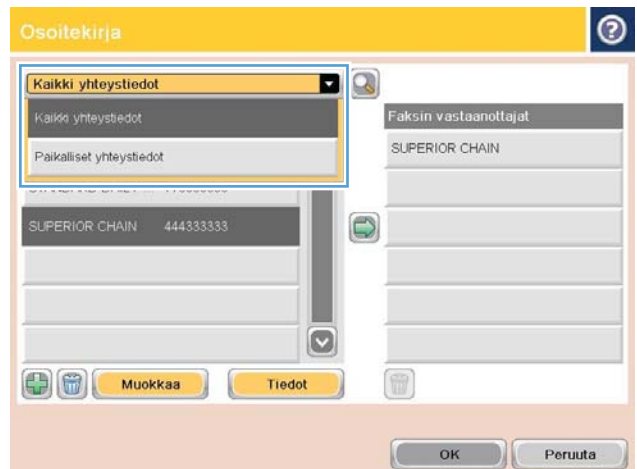 Osoitekirja
Kaikki yhteystiedot
Kaikki yhteystiedot
Paikalliset yhteystiedot
Faksin vastaanottajat
SUPERIOR CHAIN
SUPERIOR CHAIN 444333333
Muokkaa
Tiedot
OK
Peruuta